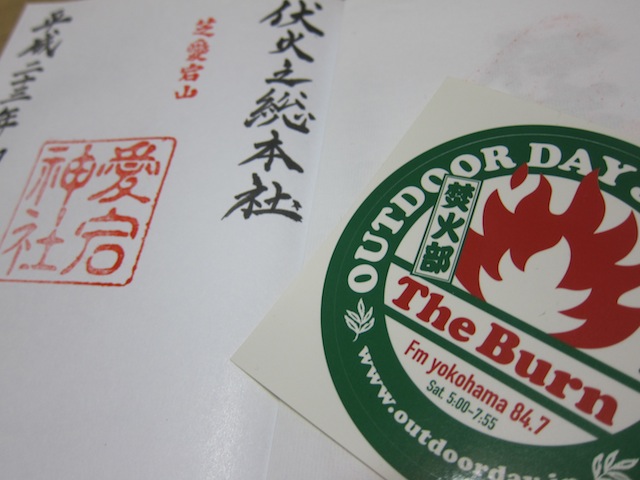 伏火之総本社
芝愛宕山
平成二十三年
愛宕
神社
OUTDOOR DAY
焚火部
The Burn
Fm yokohama 84.7
Sat. 5:00-7:55
www.outdoorday.j